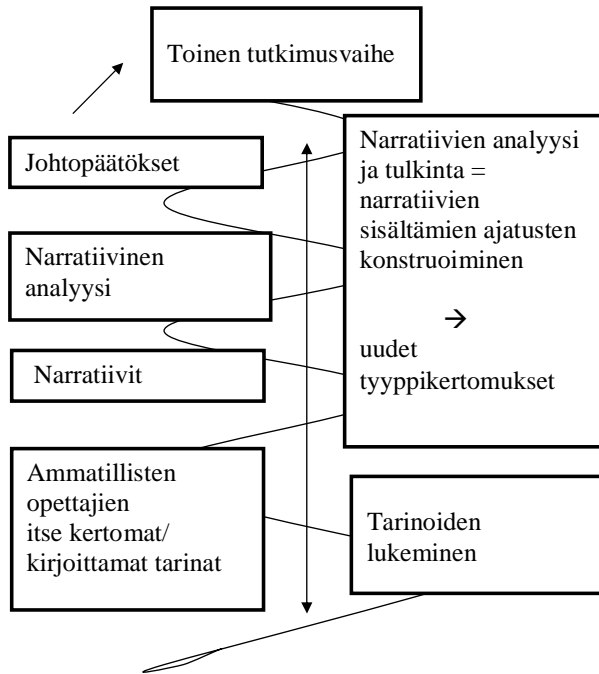 Toinen tutkimusvaihe
Johtopäätökset
Narratiivien analyysi
ja tulkinta =
narratiivien
sisältämien ajatusten
konstruoiminen
→
uudet
tyyppikertomukset
Narratiivinen
analyysi
Narratiivit
Ammatillisten
opettajien
itse kertomat/
kirjoittamat tarinat
Tarinoiden
lukeminen